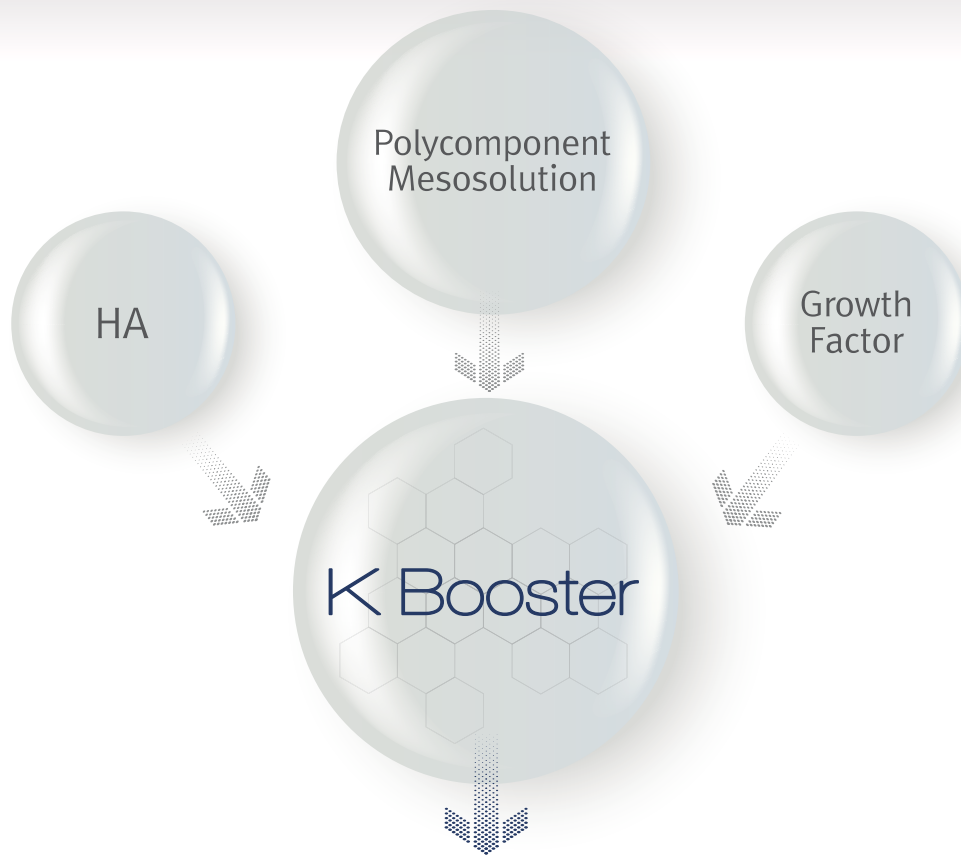 Polycomponent
Mesosolution
HA
Growth
Factor
K Booster